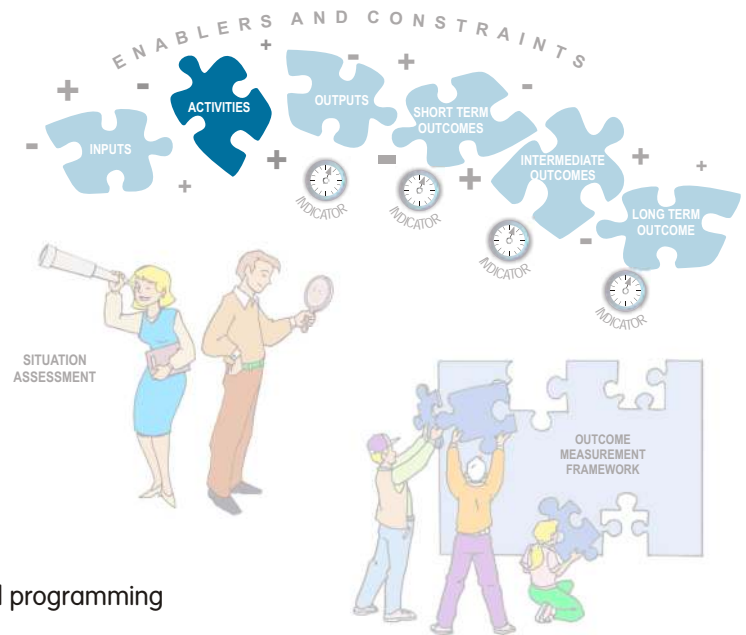 ENABLERS AND CONSTRAINTS
INPUTS
ACTIVITIES
OUTPUTS
SHORT TERM
OUTCOMES
INTERMEDIATE
OUTCOMES
LONG TERM
OUTCOME
INDICATOR
INDICATOR
INDICATOR
INDICATOR
SITUATION
ASSESSMENT
OUTCOME
MEASUREMENT
FRAMEWORK
programming